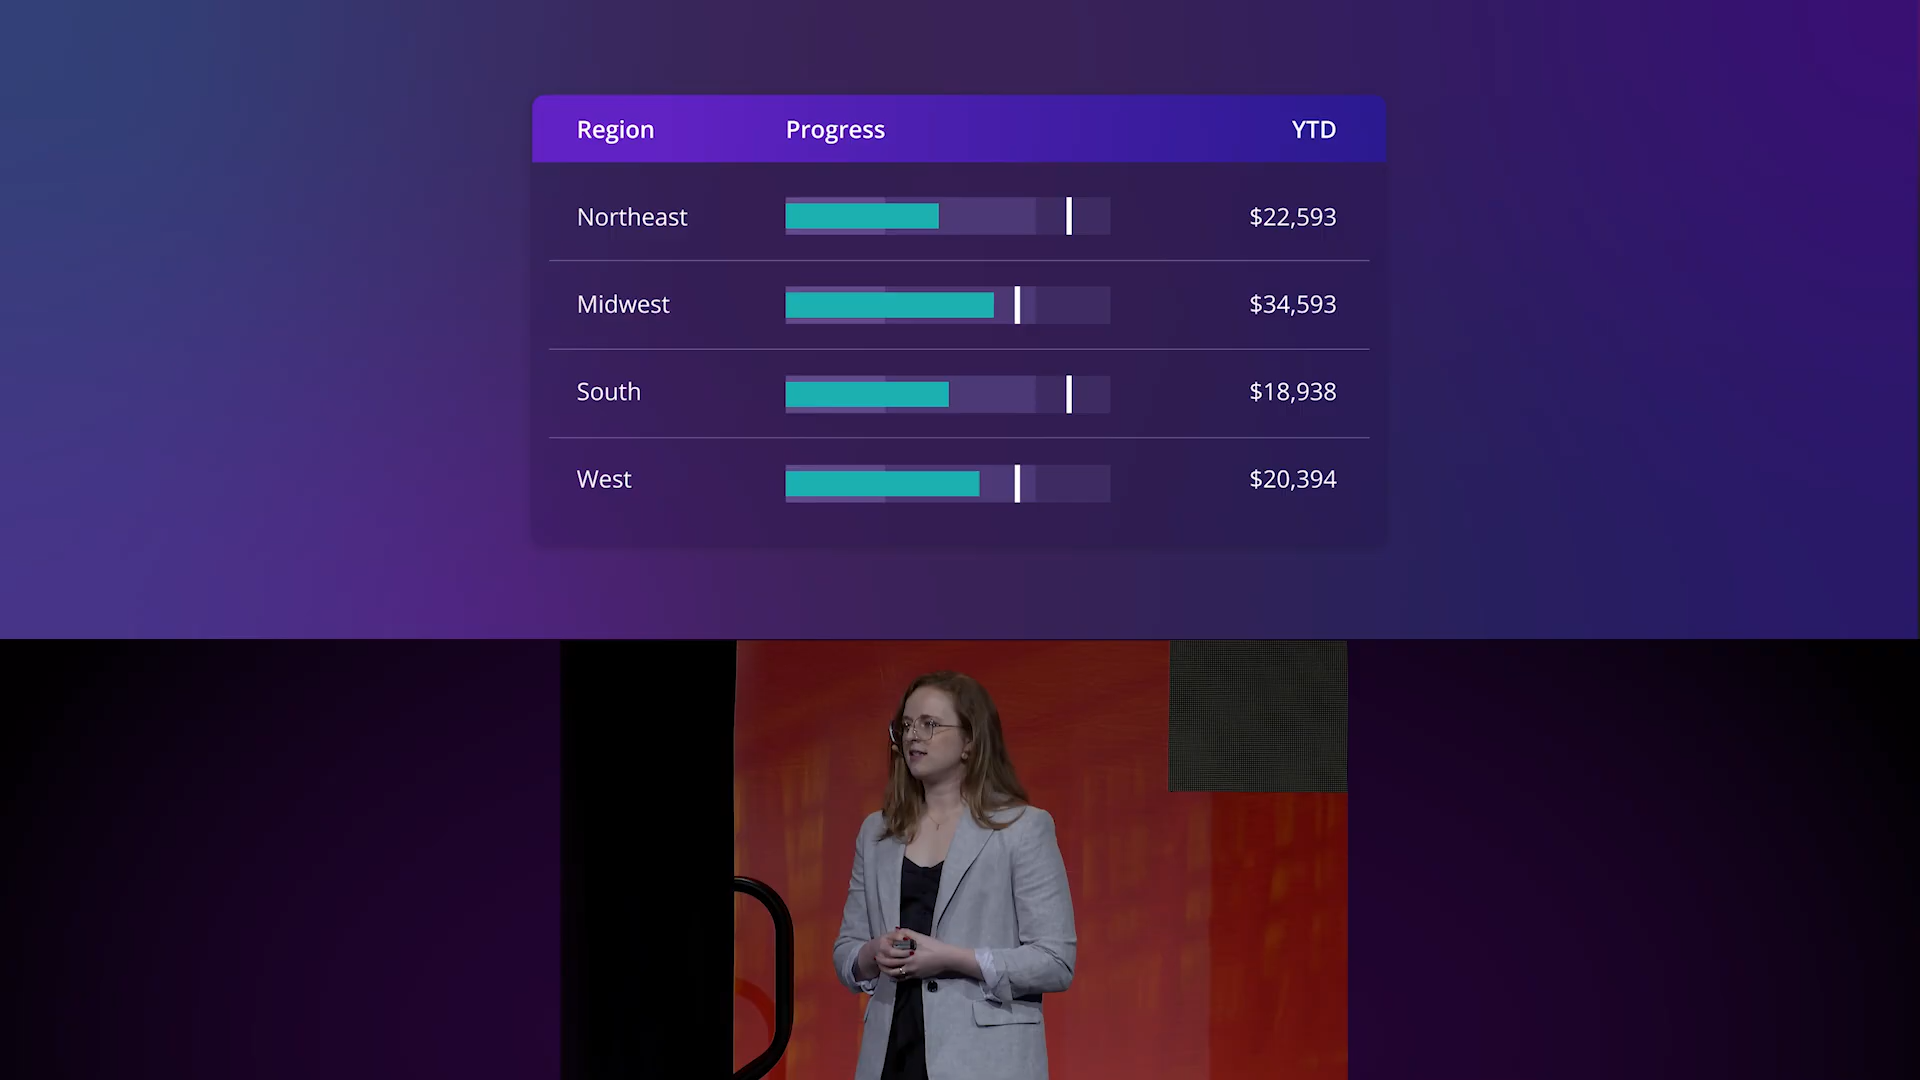 Region Progress YTD
Northeast $22,593
Midwest $34,593
South $18,938
West $20,394